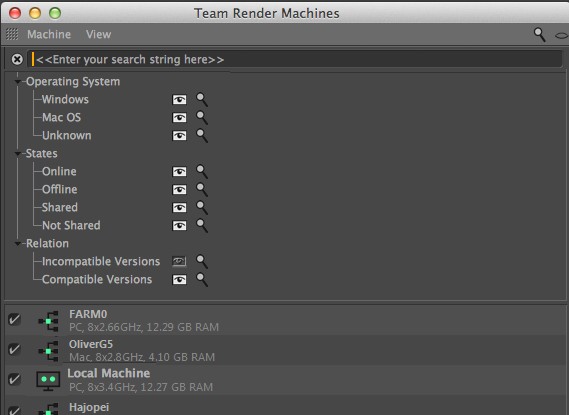 Team Render Machines
Machine View
<<Enter your search string here>>
Operating System
Windows
Mac OS
Unknown
States
Online
Offline
Shared
Not Shared
Relation
Incompatible Versions
Compatible Versions
FARM0
PC, 8x2.66GHz, 12.29 GB RAM
OliverG5
Mac, 8x2.8GHz, 4.10 GB RAM
Local Machine
PC, 8x3.4GHz, 12.27 GB RAM
Hajopei